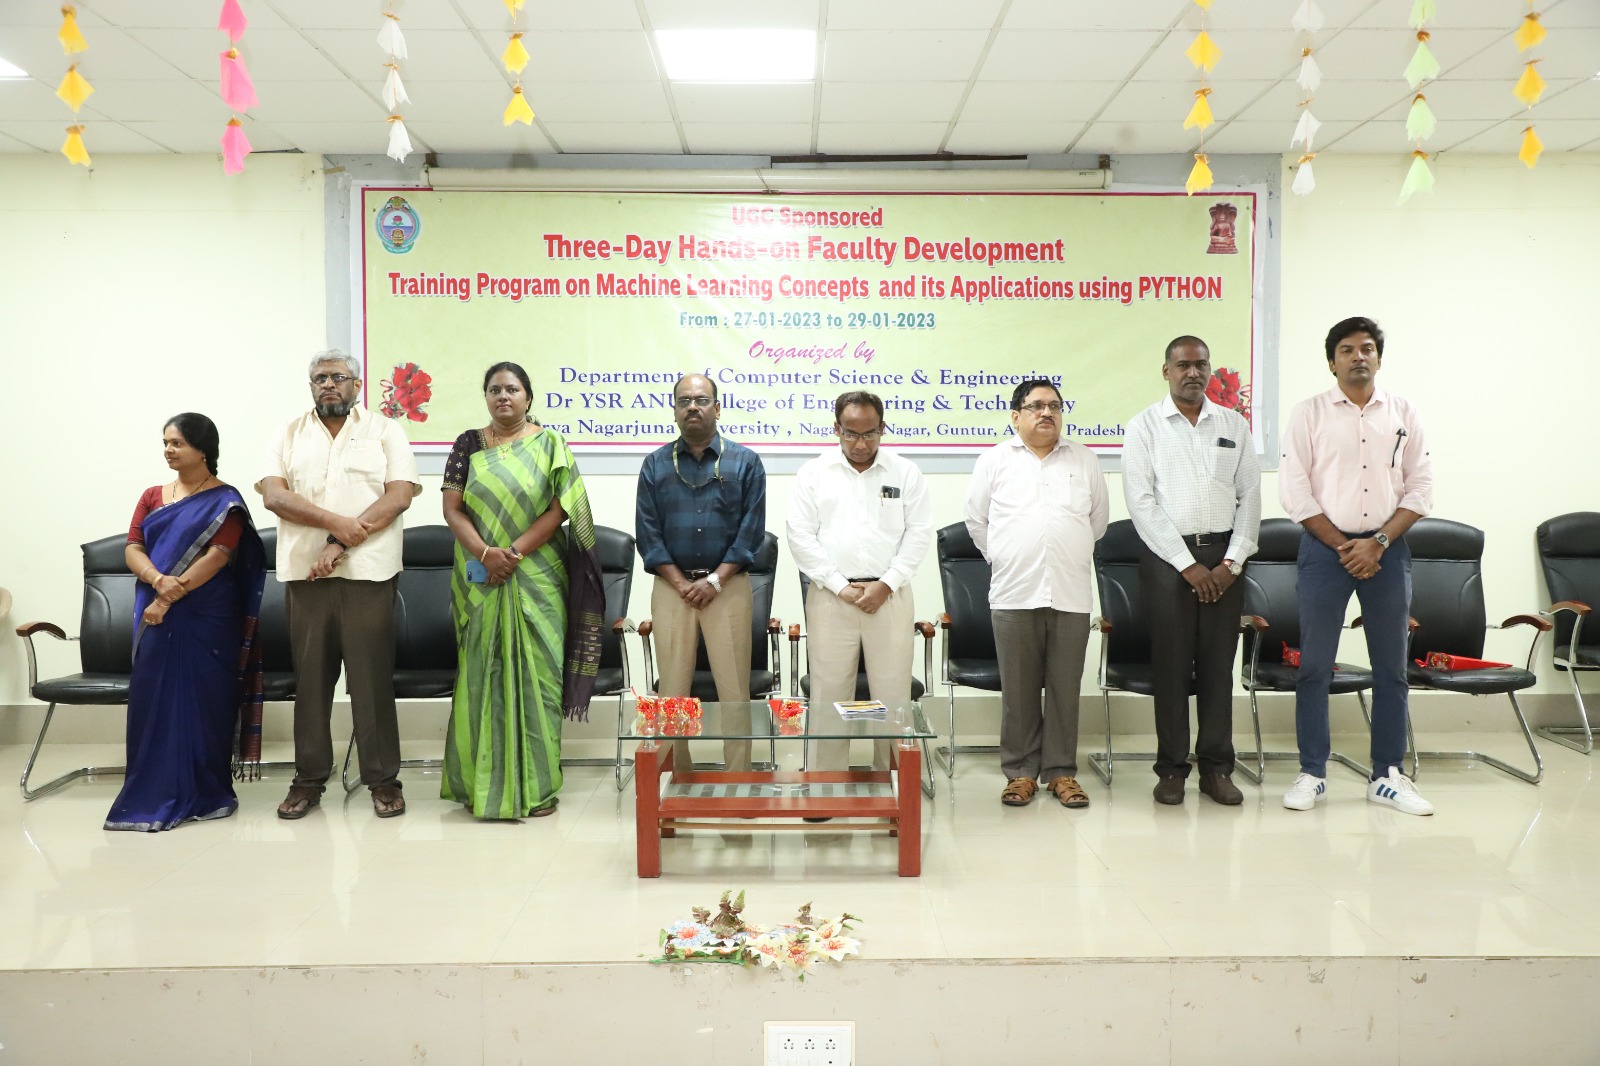 UGC Sponsored
Three-Day Hands-on Faculty Development
Training Program on Machine Learning Concepts and its Applications using PYTHON
From : 27-01-2023 to 29-01-2023
Organized by
Department of Computer Science & Engineering
Dr YSR ANU College of Engineering & Technology
Nagarjuna University, Nagar, Guntur, Pradesh